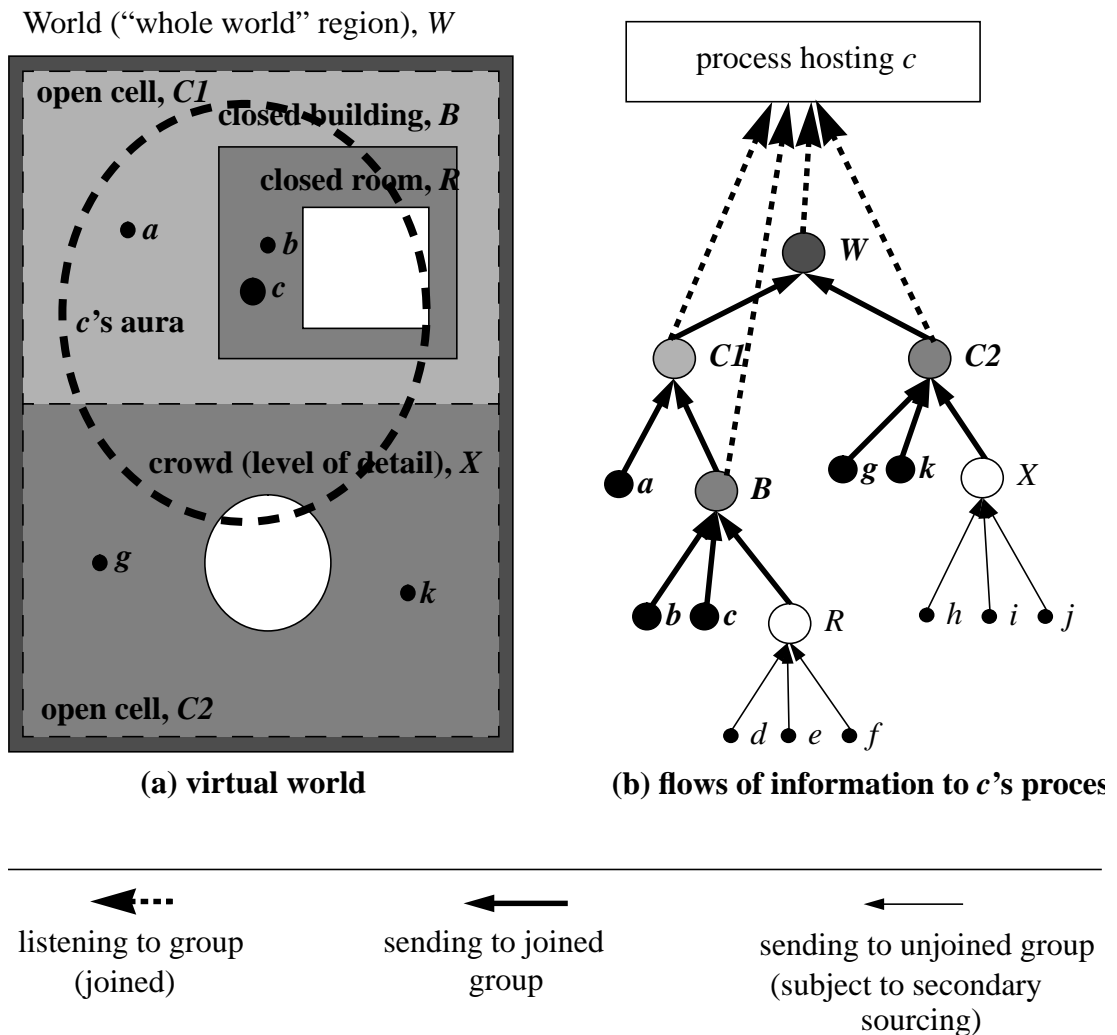 World (“whole world” region), W
open cell, C1
closed building, B
closed room, R
a
b
c
c’s aura
crowd (level of detail), X
g
k
open cell, C2
(a) virtual world
process hosting c
W
C1
C2
a
B
g
k
X
b
c
R
h
i
j
d
e
f
(b) flows of information to c’s proces
listening to group
(joined)
sending to joined
group
sending to unjoined group
(subject to secondary
sourcing)